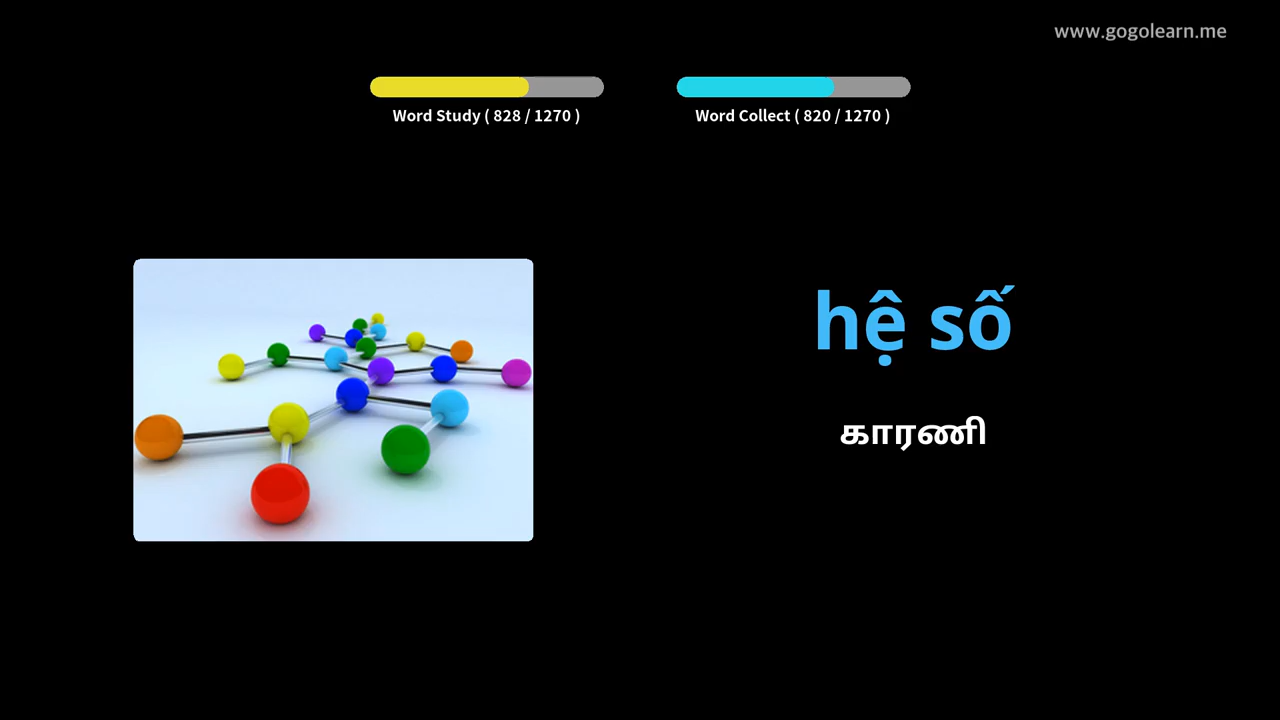 www.gogolearn.me
Word Study ( 828 / 1270 )
Word Collect ( 820 / 1270 )
hệ số
காரணி